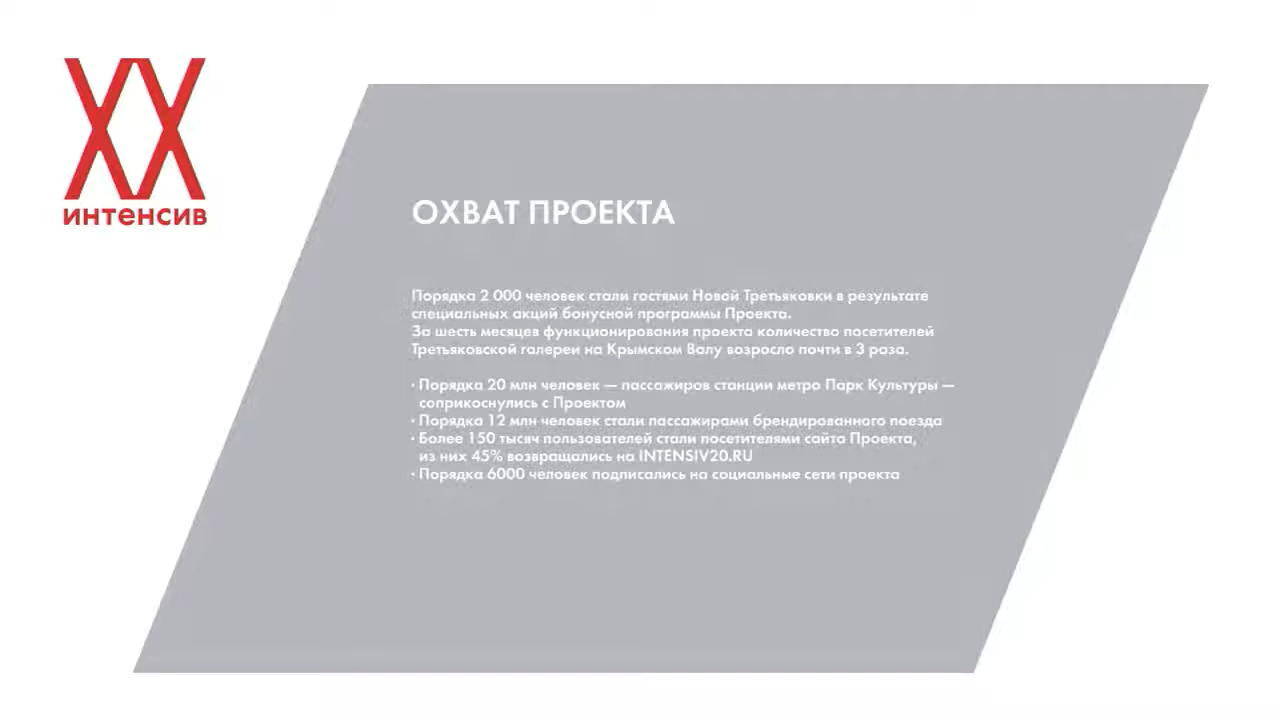 XX
ИНТЕНСИВ
ОХВАТ ПРОЕКТА
Порядка 2 000 человек стали гостями Новой Третьяковки в результате
специальных акций бонусной программы Проекта.
За шесть месяцев функционирования проекта количество посетителей
Третьяковской галереи на Крымском Валу возросло почти в 3 раза.
· Порядка 20 млн человек — пассажиров станции метро Парк Культуры —
соприкоснулись с Проектом
· Порядка 12 млн человек стали пассажирами брендированного поезда
· Более 150 тысяч пользователей стали посетителями сайта Проекта,
из них 45% возвращались на INTENSIV20.RU
· Порядка 6000 человек подписались на социальные сети проекта